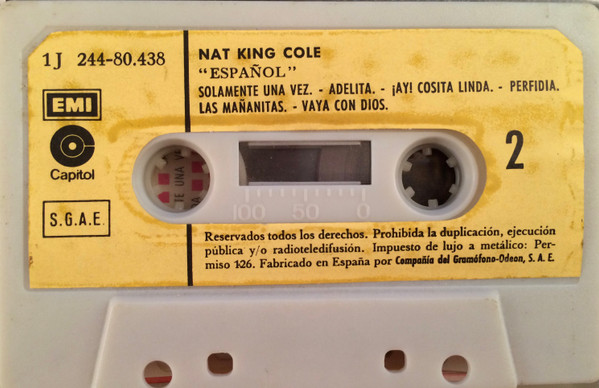 1J 244-80.438
NAT KING COLE
"ESPAÑOL"
SOLAMENTE UNA VEZ. - ADELITA. - ¡AY! COSITA LINDA. - PERFIDIA.
LAS MAÑANITAS. - VAYA CON DIOS.
EMI
Capitol
S.G.A.E.
2
TE UNA V
100 50 0
Reservados todos los derechos. Prohibida la duplicación, ejecución
pública y/o radioteledifusión. Impuesto de lujo a metálico: Per-
miso 126. Fabricado en España por Compañía del Gramófono-Odeon, S. A. E.